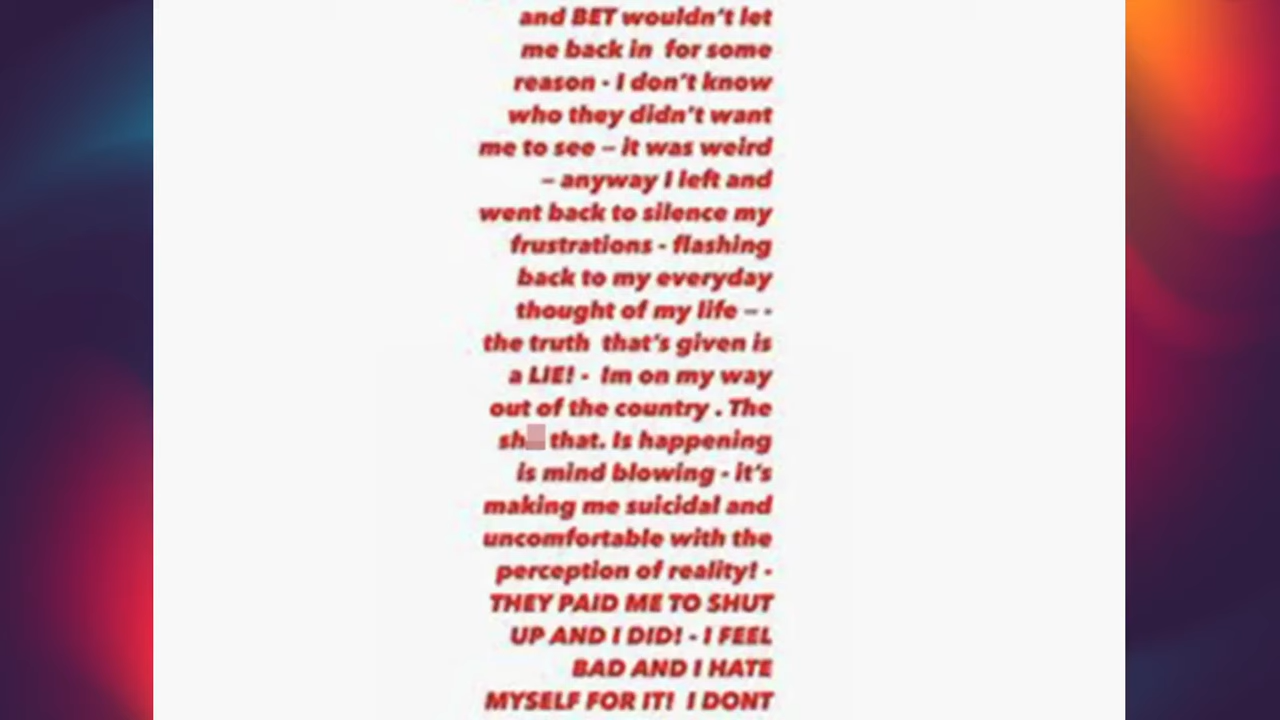 and BET wouldn't let
me back in for some
reason - I don't know
who they didn't want
me to see – it was weird
– anyway I left and
went back to silence my
frustrations - flashing
back to my everyday
thought of my life – -
the truth that's given is
a LIE! - Im on my way
out of the country . The
sh that. Is happening
is mind blowing - it's
making me suicidal and
uncomfortable with the
perception of reality! -
THEY PAID ME TO SHUT
UP AND I DID! - I FEEL
BAD AND I HATE
MYSELF FOR IT! I DONT